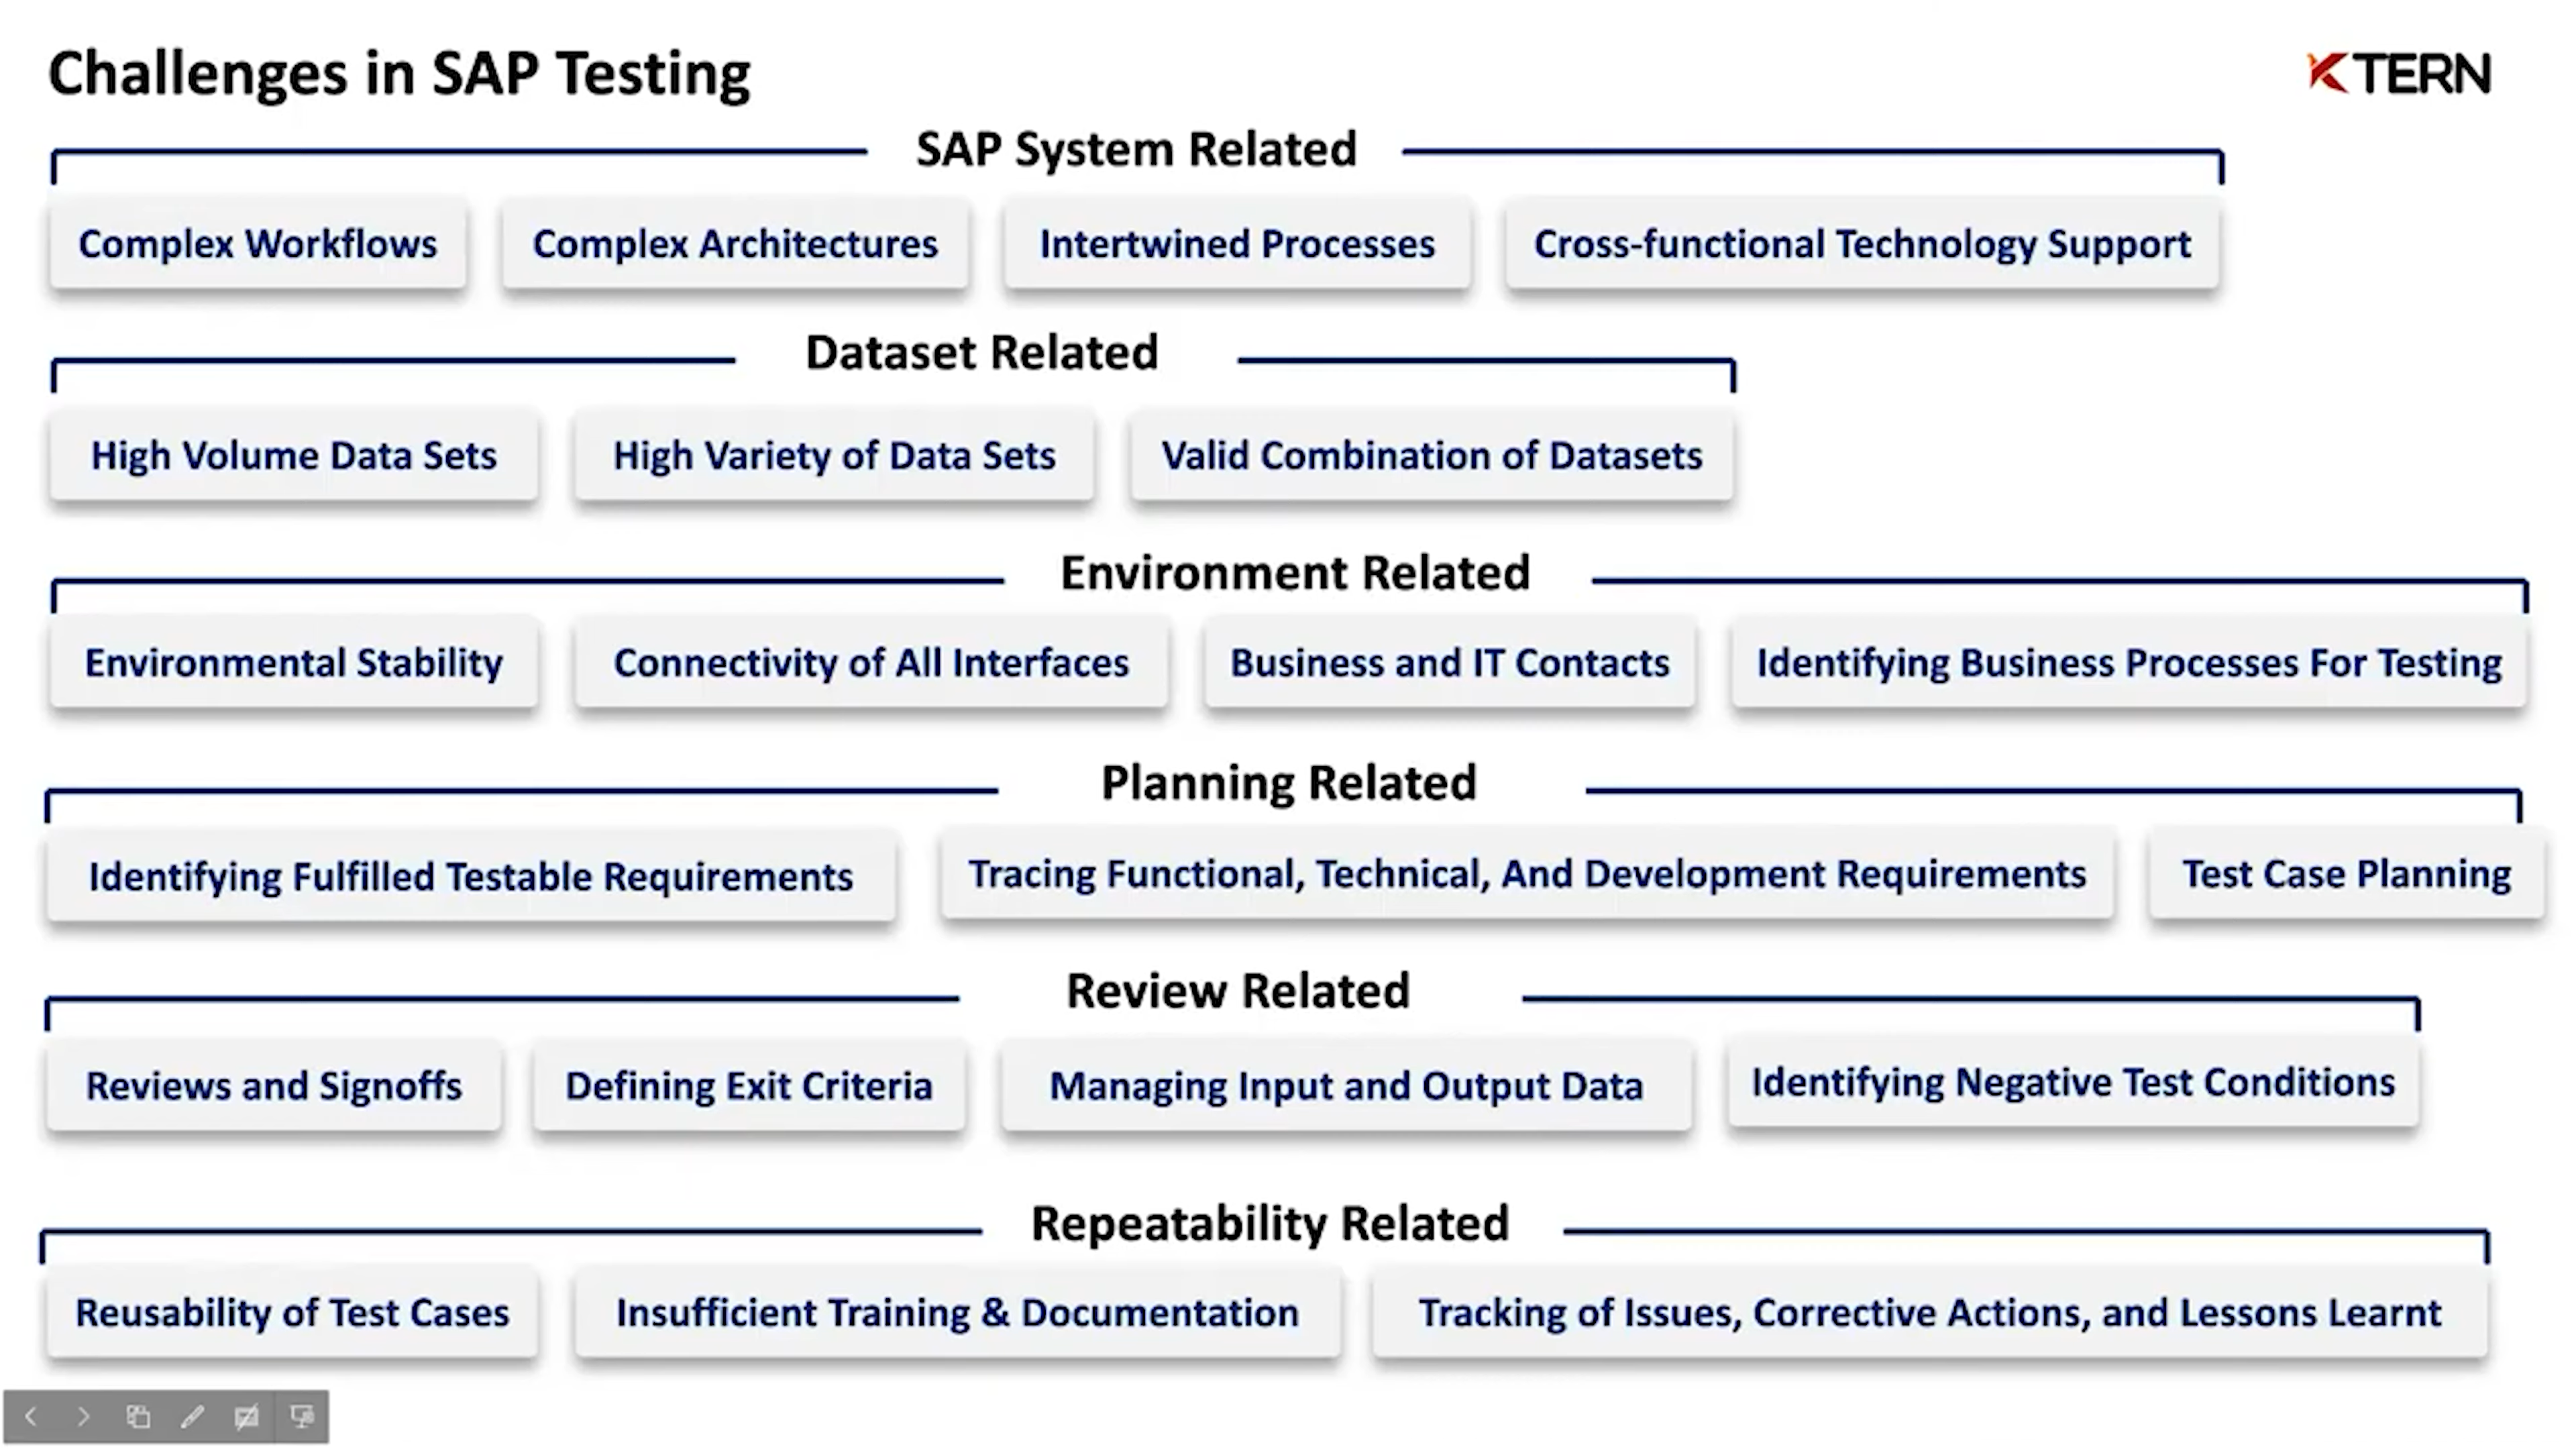 Challenges in SAP Testing
KTERN
SAP System Related
Complex Workflows
Complex Architectures
Intertwined Processes
Cross-functional Technology Support
Dataset Related
High Volume Data Sets
High Variety of Data Sets
Valid Combination of Datasets
Environment Related
Environmental Stability
Connectivity of All Interfaces
Business and IT Contacts
Identifying Business Processes For Testing
Planning Related
Identifying Fulfilled Testable Requirements
Tracing Functional, Technical, And Development Requirements
Test Case Planning
Review Related
Reviews and Signoffs
Defining Exit Criteria
Managing Input and Output Data
Identifying Negative Test Conditions
Repeatability Related
Reusability of Test Cases
Insufficient Training & Documentation
Tracking of Issues, Corrective Actions, and Lessons Learnt